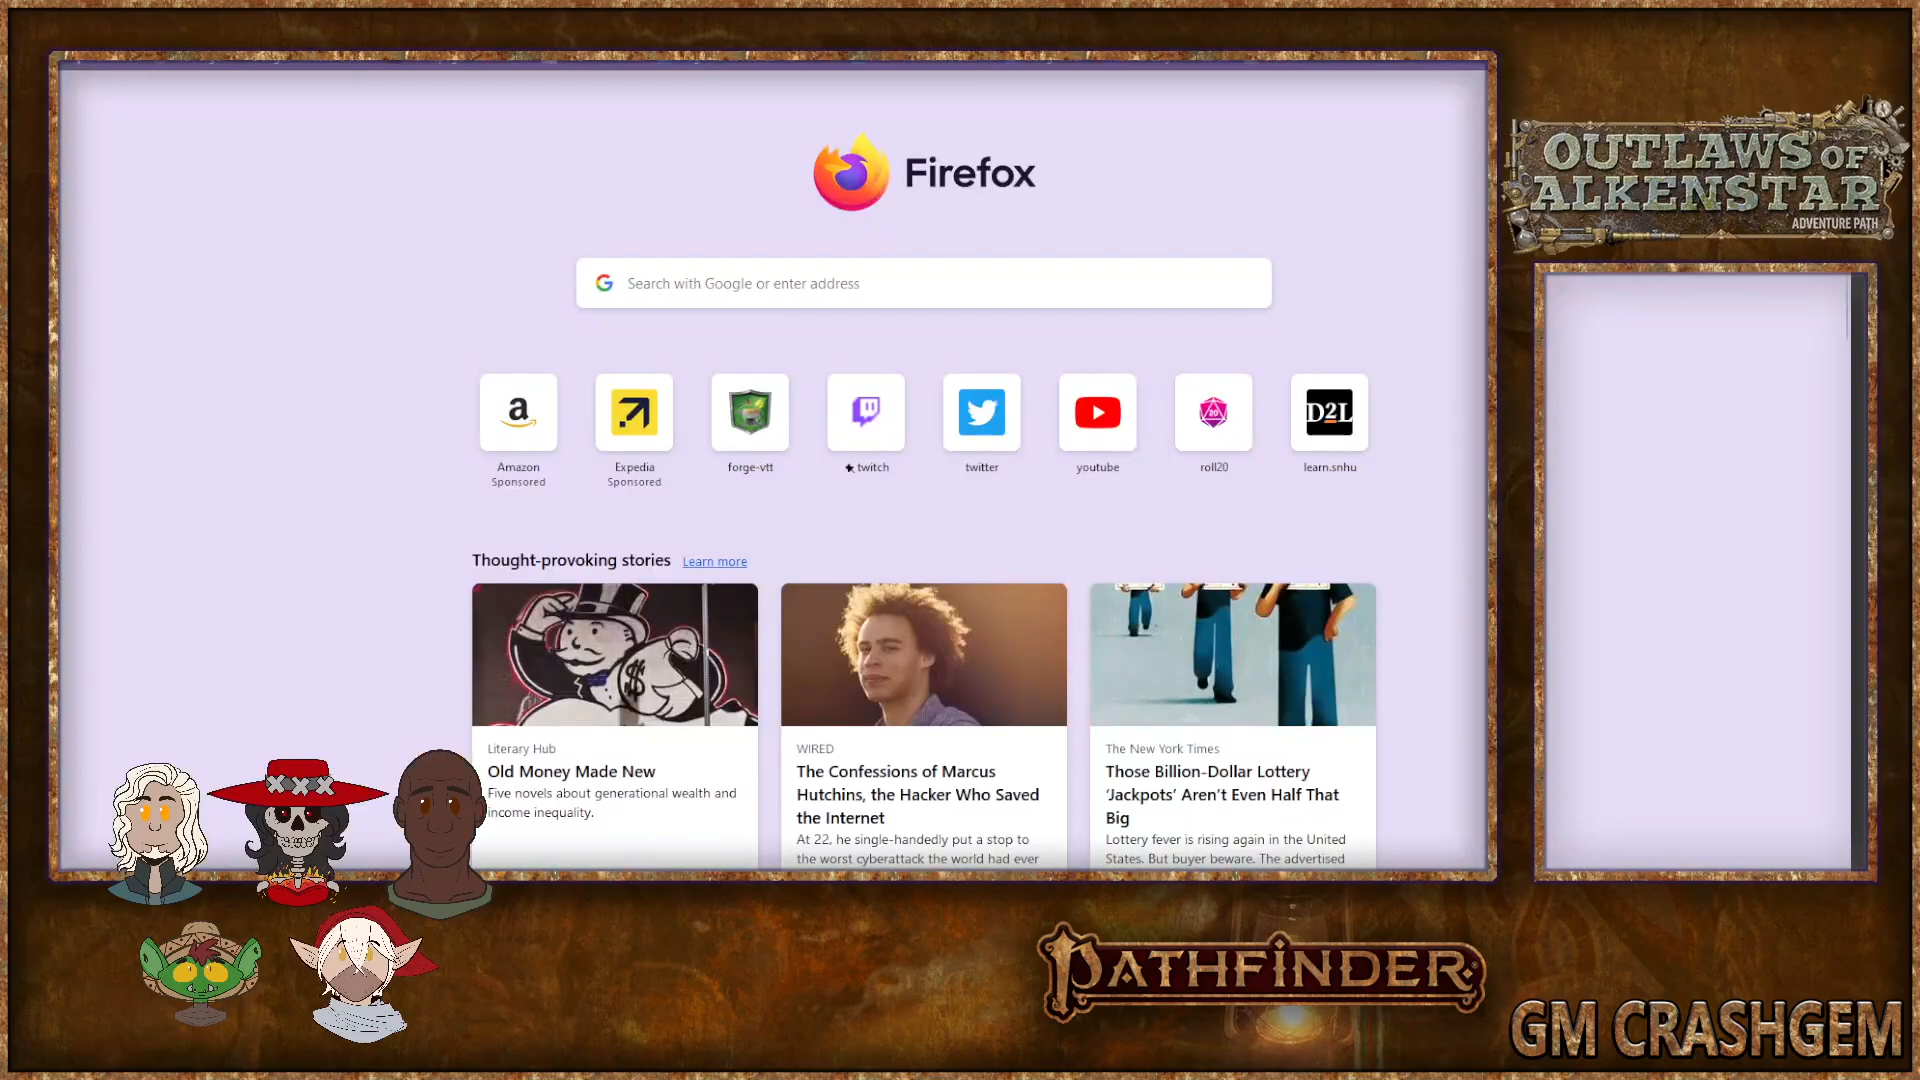 Firefox
OUTLAWS OF
ALKENSTAR
ADVENTURE PATH
Search with Google or enter address
a
20
D2L
Amazon
Sponsored
Expedia
Sponsored
forge-vtt
twitch
twitter
youtube
roll20
learn.snhu
Thought-provoking stories Learn more
$
Literary Hub
Old Money Made New
Five novels about generational wealth and
income inequality.
WIRED
The Confessions of Marcus
Hutchins, the Hacker Who Saved
the Internet
At 22, he single-handedly put a stop to
the worst cyberattack the world had ever
The New York Times
Those Billion-Dollar Lottery
‘Jackpots’ Aren’t Even Half That
Big
Lottery fever is rising again in the United
States. But buyer beware. The advertised
PATHFINDER
GM CRASHGEM